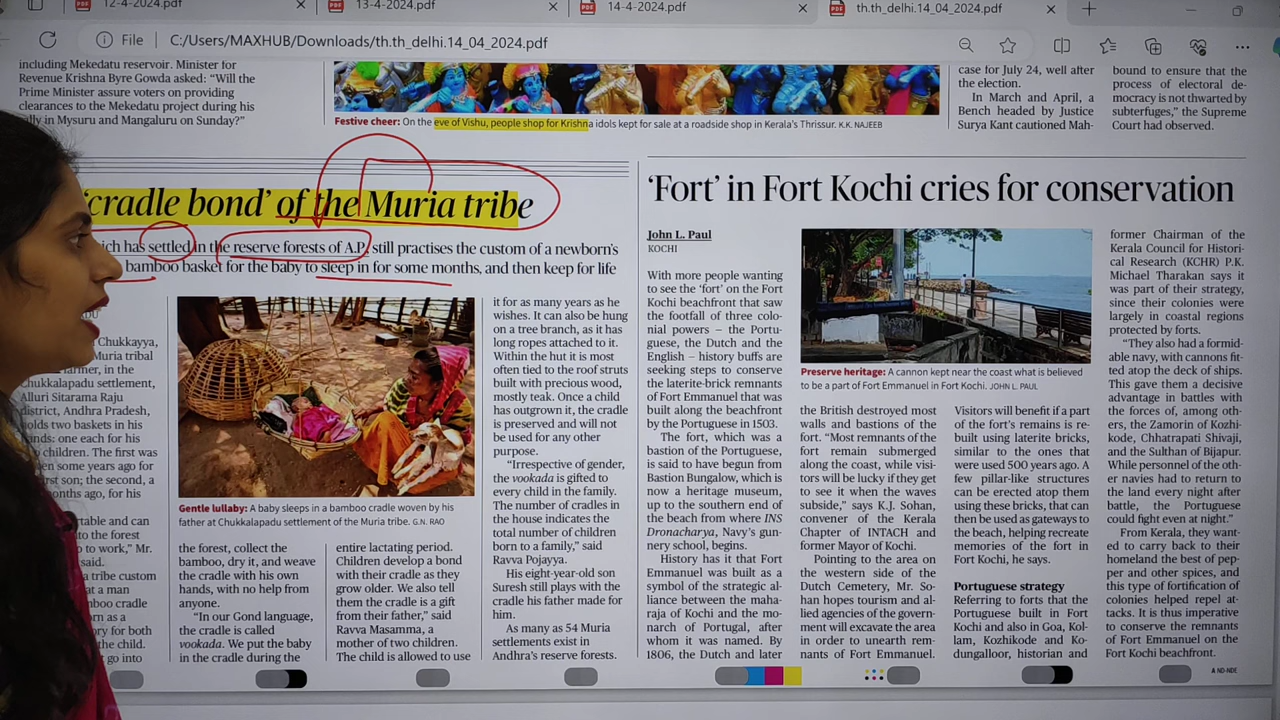 12-4-2024.pdf
13-4-2024.pdf
14-4-2024.pdf
th.th_delhi.14_04_2024.pdf
File
C:/Users/MAXHUB/Downloads/th.th_delhi.14_04_2024.pdf
including Mekedatu reservoir. Minister for
Revenue Krishna Byre Gowda asked: “Will the
Prime Minister assure voters on providing
clearances to the Mekedatu project during his
ally in Mysuru and Mangaluru on Sunday?”
Festive cheer: On the eve of Vishu, people shop for Krishna idols kept for sale at a roadside shop in Kerala's Thrissur. K.K. NAJEEB
case for July 24, well after
the election.
In March and April, a
Bench headed by Justice
Surya Kant cautioned Mah-
bound to ensure that the
process of electoral de-
mocracy is not thwarted by
subterfuges,” the Supreme
Court had observed.
‘cradle bond’ of the Muria tribe
ich has settled in the reserve forests of A.P. still practises the custom of a newborn's
bamboo basket for the baby to sleep in for some months, and then keep for life
Chukkayya,
Muria tribal
armer, in the
Chukkalapadu settlement,
Alluri Sitarama Raju
district, Andhra Pradesh,
holds two baskets in his
ands: one each for his
children. The first was
en some years ago for
rst son; the second, a
onths ago, for his
rtable and can
to the forest
to work,” Mr.
said.
a tribe custom
at a man
mboo cradle
rn as a
ry for both
the child.
go into
Gentle lullaby: A baby sleeps in a bamboo cradle woven by his
father at Chukkalapadu settlement of the Muria tribe. G.N. RAO
the forest, collect the
bamboo, dry it, and weave
the cradle with his own
hands, with no help from
anyone.
“In our Gond language,
the cradle is called
vookada. We put the baby
in the cradle during the
entire lactating period.
Children develop a bond
with their cradle as they
grow older. We also tell
them the cradle is a gift
from their father,” said
Ravva Masamma, a
mother of two children.
The child is allowed to use
it for as many years as he
wishes. It can also be hung
on a tree branch, as it has
long ropes attached to it.
Within the hut it is most
often tied to the roof struts
built with precious wood,
mostly teak. Once a child
has outgrown it, the cradle
is preserved and will not
be used for any other
purpose.
“Irrespective of gender,
the vookada is gifted to
every child in the family.
The number of cradles in
the house indicates the
total number of children
born to a family,” said
Ravva Pojayya.
His eight-year-old son
Suresh still plays with the
cradle his father made for
him.
As many as 54 Muria
settlements exist in
Andhra's reserve forests.
‘Fort’ in Fort Kochi cries for conservation
John L. Paul
KOCHI
With more people wanting
to see the ‘fort’ on the Fort
Kochi beachfront that saw
the footfall of three colo-
nial powers – the Portu-
guese, the Dutch and the
English – history buffs are
seeking steps to conserve
the laterite-brick remnants
of Fort Emmanuel that was
built along the beachfront
by the Portuguese in 1503.
The fort, which was a
bastion of the Portuguese,
is said to have begun from
Bastion Bungalow, which is
now a heritage museum,
up to the southern end of
the beach from where INS
Dronacharya, Navy's gun-
nery school, begins.
History has it that Fort
Emmanuel was built as a
symbol of the strategic al-
liance between the maha-
raja of Kochi and the mo-
narch of Portugal, after
whom it was named. By
1806, the Dutch and later
Preserve heritage: A cannon kept near the coast what is believed
to be a part of Fort Emmanuel in Fort Kochi. JOHN L. PAUL
the British destroyed most
walls and bastions of the
fort. “Most remnants of the
fort remain submerged
along the coast, while visi-
tors will be lucky if they get
to see it when the waves
subside,” says K.J. Sohan,
convener of the Kerala
Chapter of INTACH and
former Mayor of Kochi.
Pointing to the area on
the western side of the
Dutch Cemetery, Mr. So-
han hopes tourism and al-
lied agencies of the govern-
ment will excavate the area
in order to unearth rem-
nants of Fort Emmanuel.
Visitors will benefit if a part
of the fort's remains is re-
built using laterite bricks,
similar to the ones that
were used 500 years ago. A
few pillar-like structures
can be erected atop them
using these bricks, that can
then be used as gateways to
the beach, helping recreate
memories of the fort in
Fort Kochi, he says.
Portuguese strategy
Referring to forts that the
Portuguese built in Fort
Kochi and also in Goa, Kol-
lam, Kozhikode and Ko-
dungalloor, historian and
former Chairman of the
Kerala Council for Histori-
cal Research (KCHR) P.K.
Michael Tharakan says it
was part of their strategy,
since their colonies were
largely in coastal regions
protected by forts.
“They also had a formid-
able navy, with cannons fit-
ted atop the deck of ships.
This gave them a decisive
advantage in battles with
the forces of, among oth-
ers, the Zamorin of Kozhi-
kode, Chhatrapati Shivaji,
and the Sulthan of Bijapur.
While personnel of the oth-
er navies had to return to
the land every night after
battle, the Portuguese
could fight even at night.”
From Kerala, they want-
ed to carry back to their
homeland the best of pep-
per and other spices, and
this type of fortification of
colonies helped repel at-
tacks. It is thus imperative
to conserve the remnants
of Fort Emmanuel on the
Fort Kochi beachfront.
A ND-NDE